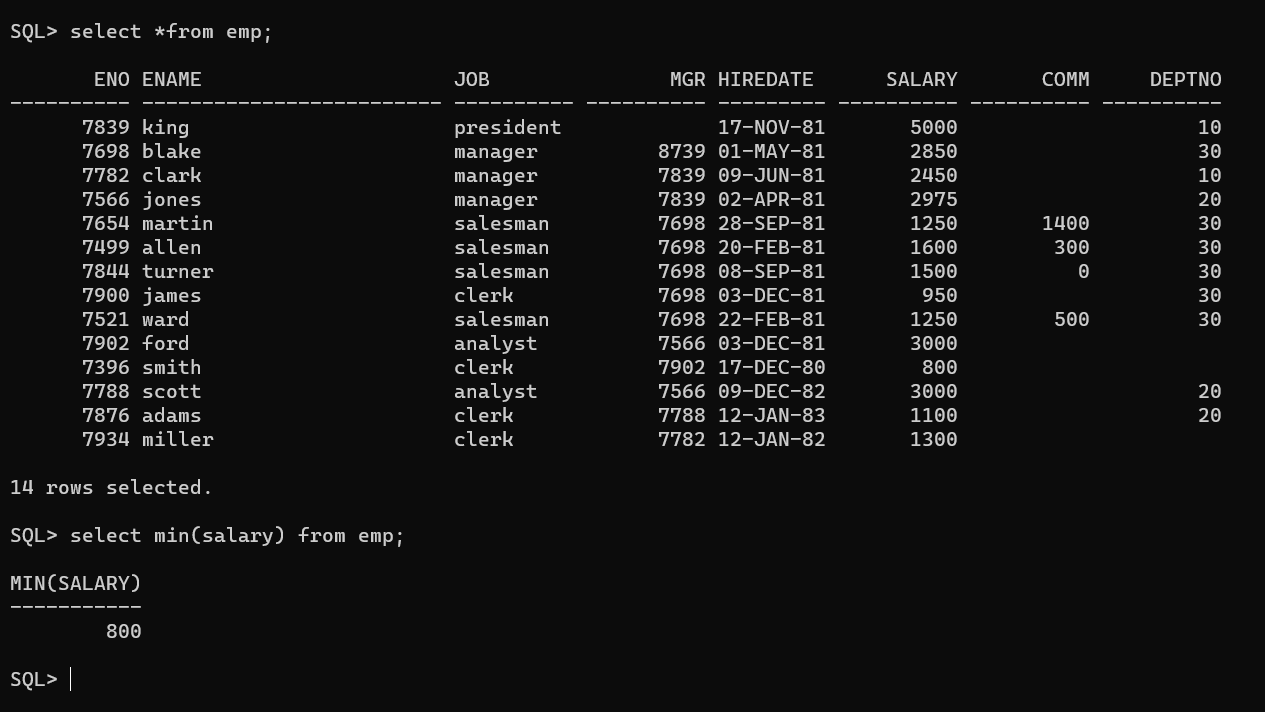 SQL> select *from emp;
       ENO ENAME                     JOB               MGR HIREDATE      SALARY       COMM     DEPTNO
---------- ------------------------- ---------- ---------- --------- ---------- ---------- ----------
      7839 king                      president             17-NOV-81       5000                    10
      7698 blake                     manager          8739 01-MAY-81       2850                    30
      7782 clark                     manager          7839 09-JUN-81       2450                    10
      7566 jones                     manager          7839 02-APR-81       2975                    20
      7654 martin                    salesman         7698 28-SEP-81       1250       1400         30
      7499 allen                     salesman         7698 20-FEB-81       1600        300         30
      7844 turner                    salesman         7698 08-SEP-81       1500          0         30
      7900 james                     clerk            7698 03-DEC-81        950                    30
      7521 ward                      salesman         7698 22-FEB-81       1250        500         30
      7902 ford                      analyst          7566 03-DEC-81       3000
      7396 smith                     clerk            7902 17-DEC-80        800
      7788 scott                     analyst          7566 09-DEC-82       3000                    20
      7876 adams                     clerk            7788 12-JAN-83       1100                    20
      7934 miller                    clerk            7782 12-JAN-82       1300
14 rows selected.
SQL> select min(salary) from emp;
MIN(SALARY)
-----------
        800
SQL>